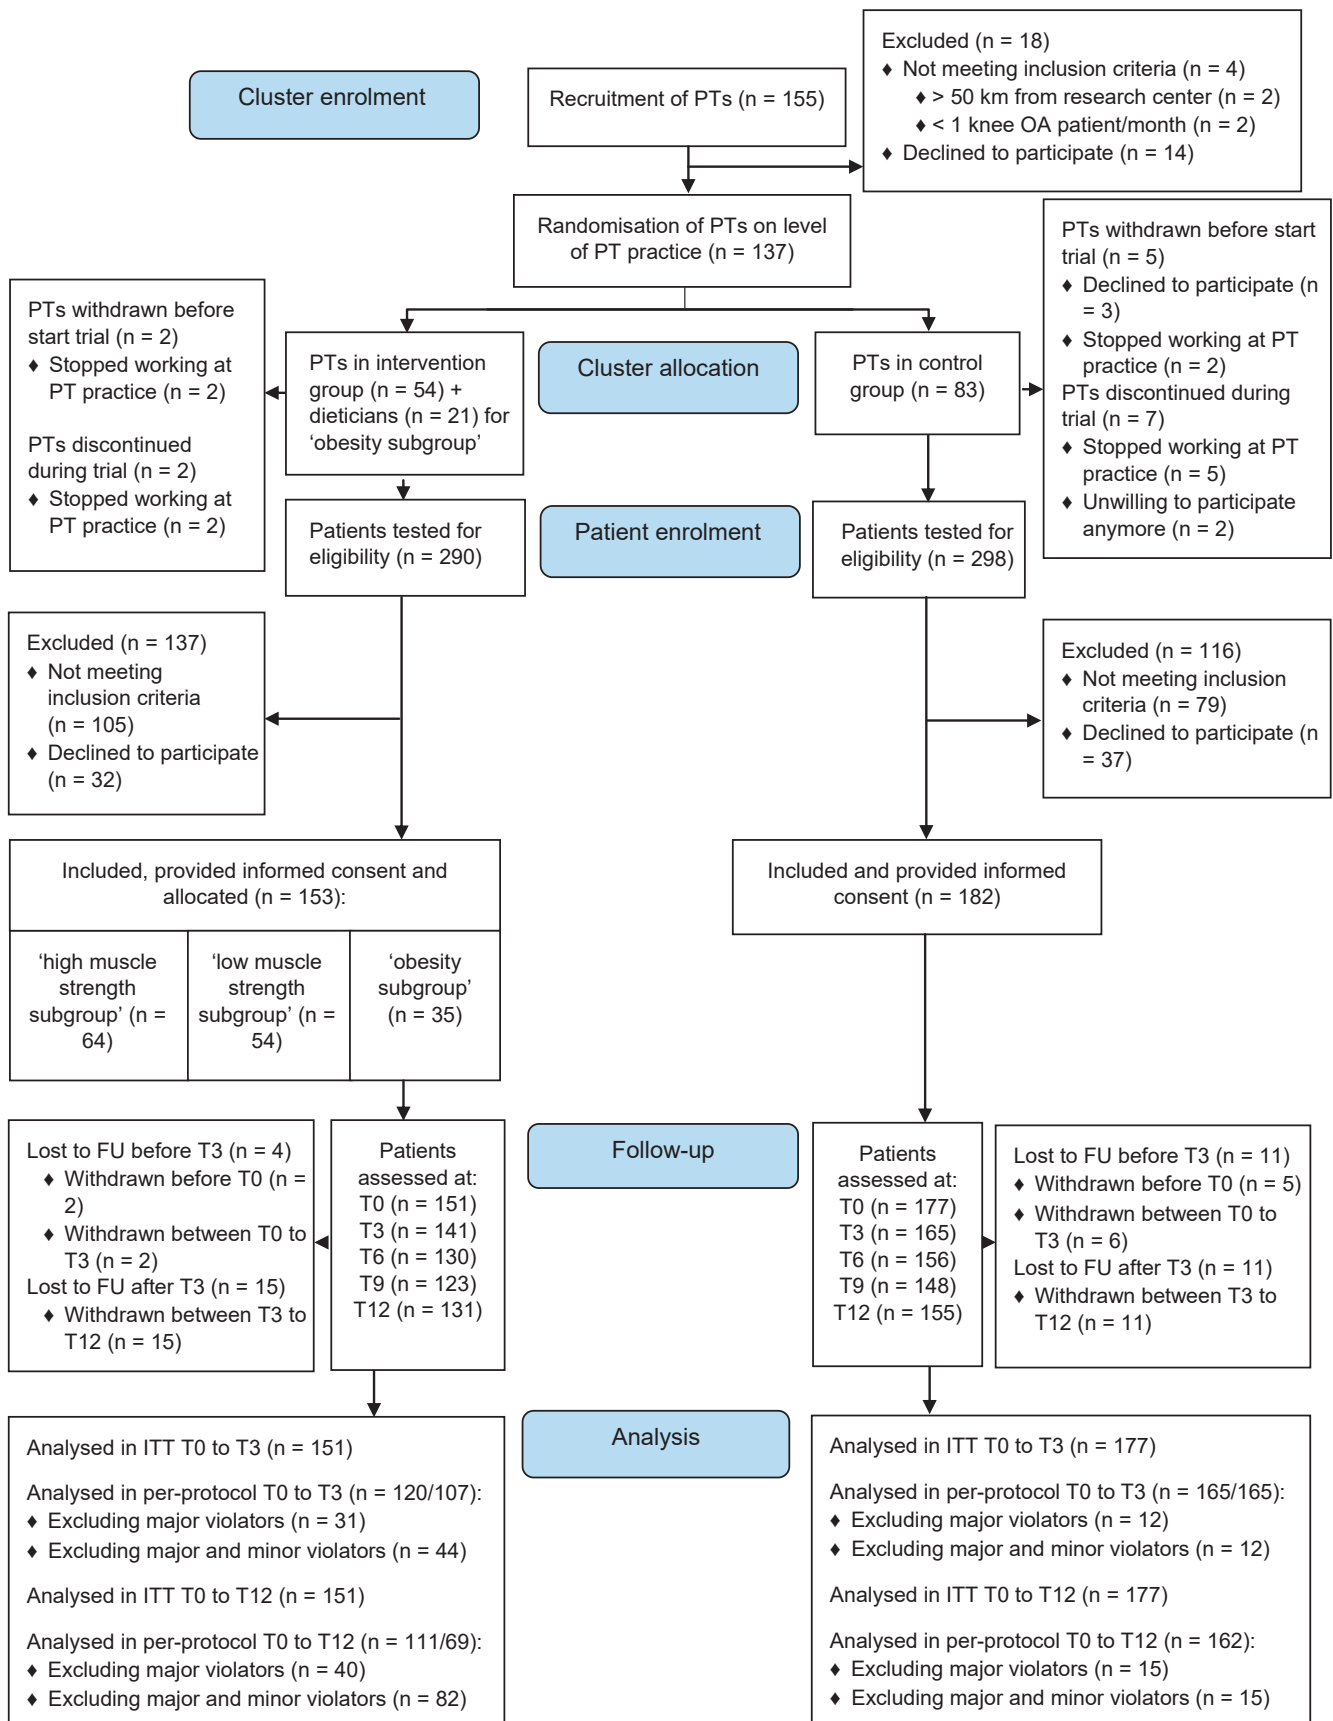 Cluster enrolment
Recruitment of PTs (n = 155)
Excluded (n = 18)
♦ Not meeting inclusion criteria (n = 4)
♦ > 50 km from research center (n = 2)
♦ < 1 knee OA patient/month (n = 2)
♦ Declined to participate (n = 14)
Randomisation of PTs on level
of PT practice (n = 137)
PTs withdrawn before
start trial (n = 2)
♦ Stopped working at
PT practice (n = 2)
PTs discontinued
during trial (n = 2)
♦ Stopped working at
PT practice (n = 2)
PTs in intervention
group (n = 54) +
dieticians (n = 21) for
‘obesity subgroup’
Cluster allocation
PTs in control
group (n = 83)
PTs withdrawn before start
trial (n = 5)
♦ Declined to participate (n
= 3)
♦ Stopped working at PT
practice (n = 2)
PTs discontinued during
trial (n = 7)
♦ Stopped working at PT
practice (n = 5)
♦ Unwilling to participate
anymore (n = 2)
Patients tested for
eligibility (n = 290)
Patient enrolment
Patients tested for
eligibility (n = 298)
Excluded (n = 137)
♦ Not meeting
inclusion criteria
(n = 105)
♦ Declined to participate
(n = 32)
Excluded (n = 116)
♦ Not meeting inclusion
criteria (n = 79)
♦ Declined to participate (n
= 37)
Included, provided informed consent and
allocated (n = 153):
‘high muscle
strength
subgroup’ (n =
64)
‘low muscle
strength
subgroup’ (n =
54)
‘obesity
subgroup’
(n = 35)
Included and provided informed
consent (n = 182)
Lost to FU before T3 (n = 4)
♦ Withdrawn before T0 (n =
2)
♦ Withdrawn between T0 to
T3 (n = 2)
Lost to FU after T3 (n = 15)
♦ Withdrawn between T3 to
T12 (n = 15)
Patients
assessed at:
T0 (n = 151)
T3 (n = 141)
T6 (n = 130)
T9 (n = 123)
T12 (n = 131)
Follow-up
Patients
assessed at:
T0 (n = 177)
T3 (n = 165)
T6 (n = 156)
T9 (n = 148)
T12 (n = 155)
Lost to FU before T3 (n = 11)
♦ Withdrawn before T0 (n = 5)
♦ Withdrawn between T0 to
T3 (n = 6)
Lost to FU after T3 (n = 11)
♦ Withdrawn between T3 to
T12 (n = 11)
Analysed in ITT T0 to T3 (n = 151)
Analysed in per-protocol T0 to T3 (n = 120/107):
♦ Excluding major violators (n = 31)
♦ Excluding major and minor violators (n = 44)
Analysed in ITT T0 to T12 (n = 151)
Analysed in per-protocol T0 to T12 (n = 111/69):
♦ Excluding major violators (n = 40)
♦ Excluding major and minor violators (n = 82)
Analysis
Analysed in ITT T0 to T3 (n = 177)
Analysed in per-protocol T0 to T3 (n = 165/165):
♦ Excluding major violators (n = 12)
♦ Excluding major and minor violators (n = 12)
Analysed in ITT T0 to T12 (n = 177)
Analysed in per-protocol T0 to T12 (n = 162):
♦ Excluding major violators (n = 15)
♦ Excluding major and minor violators (n = 15)